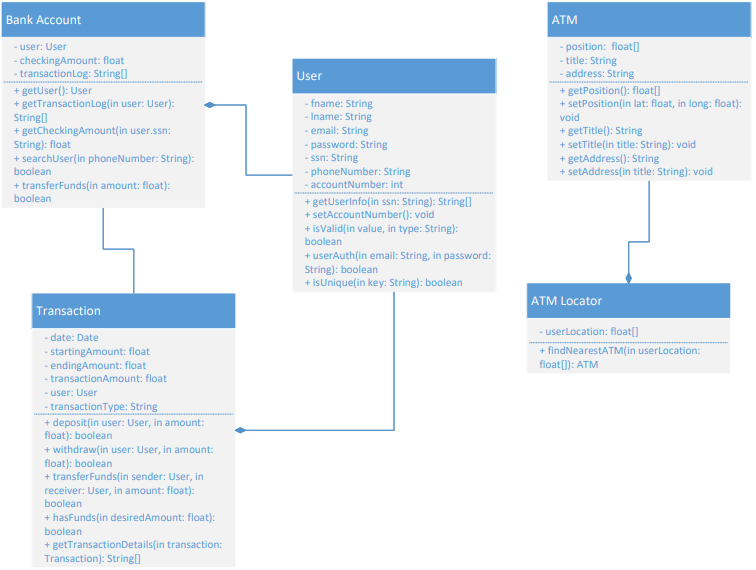 Bank Account
- user: User
- checkingAmount: float
- transactionLog: String[]
+ getUser(): User
+ getTransactionLog(in user: User):
String[]
+ getCheckingAmount(in user.ssn:
String): float
+ searchUser(in phoneNumber: String):
boolean
+ transferFunds(in amount: float):
boolean
User
- fname: String
- lname: String
- email: String
- password: String
- ssn: String
- phoneNumber: String
- accountNumber: int
+ getUserInfo(in ssn: String): String[]
+ setAccountNumber(): void
+ isValid(in value, in type: String):
boolean
+ userAuth(in email: String, in password:
String): boolean
+ isUnique(in key: String): boolean
ATM
- position:  float[]
- title: String
- address: String
+ getPosition(): float[]
+ setPosition(in lat: float, in long: float):
void
+ getTitle(): String
+ setTitle(in title: String): void
+ getAddress(): String
+ setAddress(in title: String): void
Transaction
- date: Date
- startingAmount: float
- endingAmount: float
- transactionAmount: float
- user: User
- transactionType: String
+ deposit(in user: User, in amount:
float): boolean
+ withdraw(in user: User, in amount:
float): boolean
+ transferFunds(in sender: User, in
receiver: User, in amount: float):
boolean
+ hasFunds(in desiredAmount: float):
boolean
+ getTransactionDetails(in transaction:
Transaction): String[]
ATM Locator
- userLocation: float[]
+ findNearestATM(in userLocation:
float[]): ATM